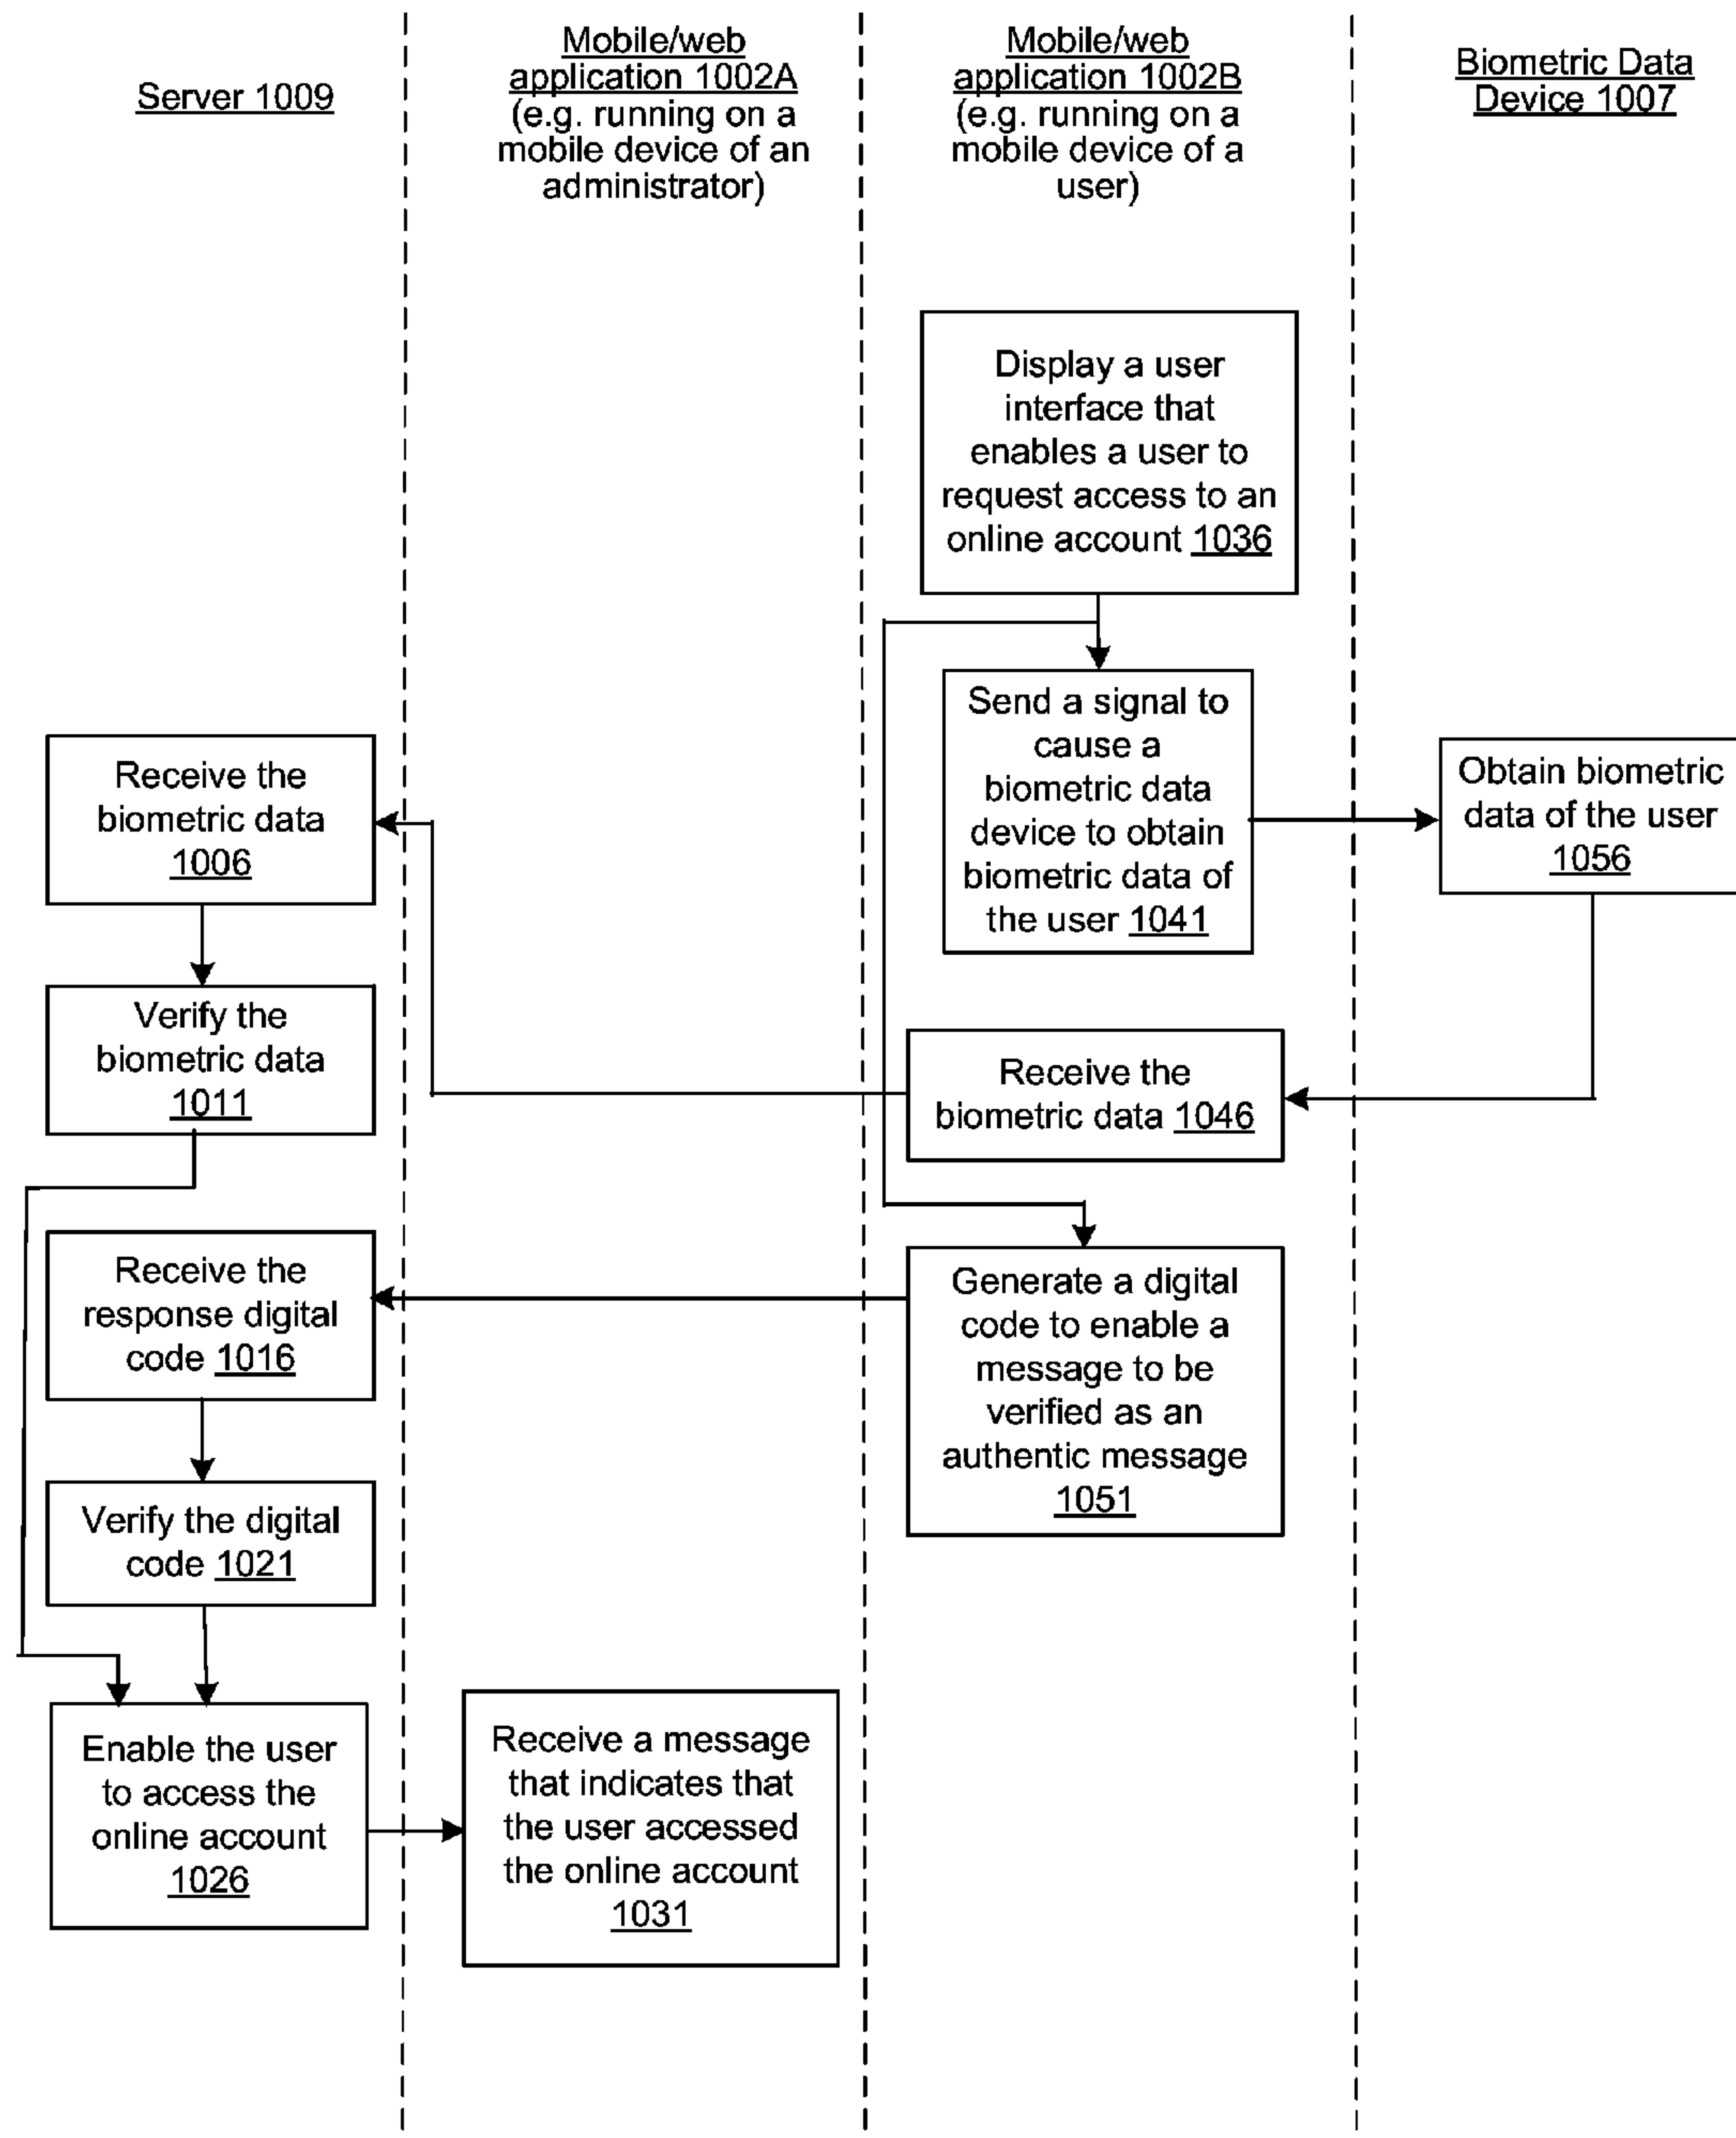 Server 1009
Mobile/web
application 1002A
(e.g. running on a
mobile device of an
administrator)
Mobile/web
application 1002B
(e.g. running on a
mobile device of a
user)
Biometric Data
Device 1007
Display a user
interface that
enables a user to
request access to an
online account 1036
Send a signal to
cause a
biometric data
device to obtain
biometric data of
the user 1041
Obtain biometric
data of the user
1056
Receive the
biometric data
1006
Verify the
biometric data
1011
Receive the
biometric data 1046
Receive the
response digital
code 1016
Generate a digital
code to enable a
message to be
verified as an
authentic message
1051
Verify the digital
code 1021
Enable the user
to access the
online account
1026
Receive a message
that indicates that
the user accessed
the online account
1031